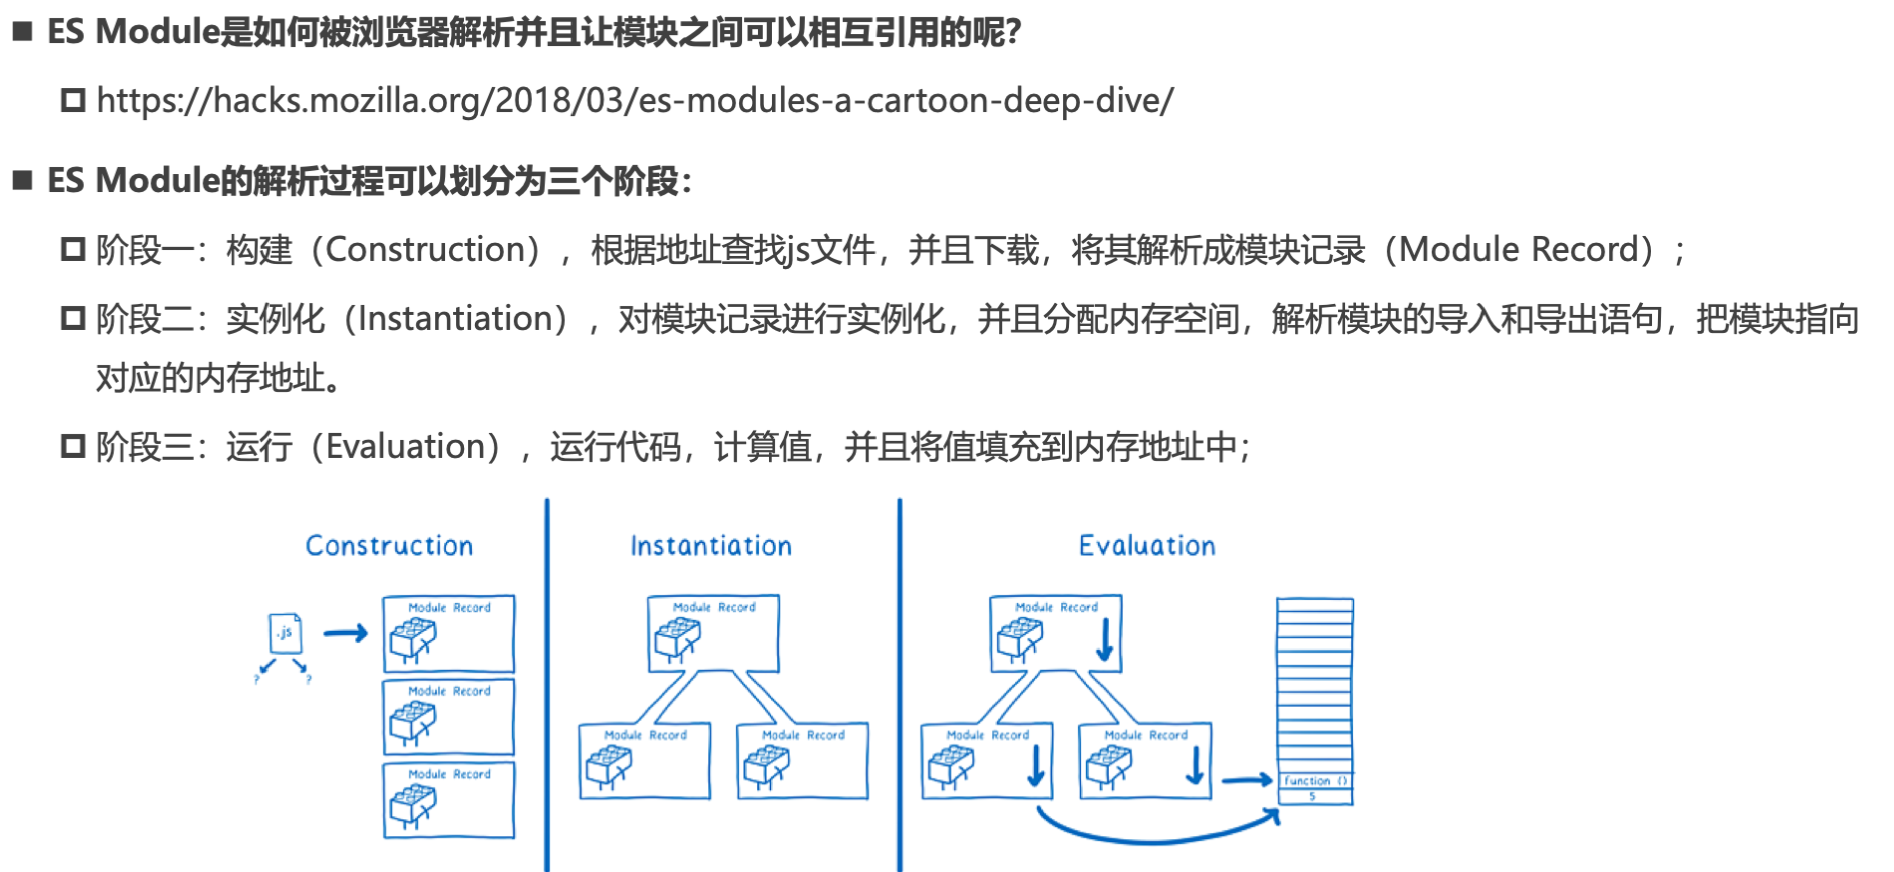 ES Module是如何被浏览器解析并且让模块之间可以相互引用的呢？
https://hacks.mozilla.org/2018/03/es-modules-a-cartoon-deep-dive/
ES Module的解析过程可以划分为三个阶段：
阶段一：构建（Construction），根据地址查找js文件，并且下载，将其解析成模块记录（Module Record）；
阶段二：实例化（Instantiation），对模块记录进行实例化，并且分配内存空间，解析模块的导入和导出语句，把模块指向
对应的内存地址。
阶段三：运行（Evaluation），运行代码，计算值，并且将值填充到内存地址中；
Construction
.js
?
?
Module Record
Module Record
Module Record
Instantiation
Module Record
Module Record
Module Record
Evaluation
Module Record
Module Record
Module Record
function ()
5